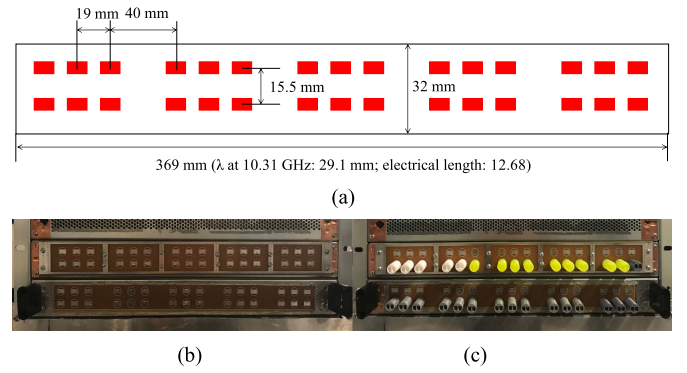 19 mm
40 mm
15.5 mm
32 mm
369 mm (λ at 10.31 GHz: 29.1 mm; electrical length: 12.68)
(a)
(b)
(c)